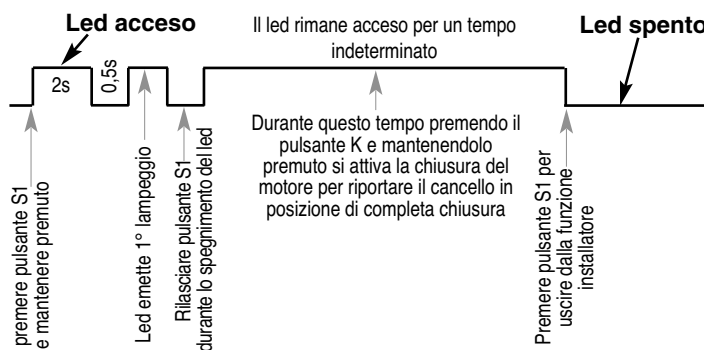 Led acceso
Il led rimane acceso per un tempo
indeterminato
Led spento
2s
0,5s
Durante questo tempo premendo il
pulsante K e mantenendolo
premuto si attiva la chiusura del
motore per riportare il cancello in
posizione di completa chiusura
premere pulsante S1
e mantenere premuto
Led emette 1° lampeggio
Rilasciare pulsante S1
durante lo spegnimento del led
Premere pulsante S1 per
uscire dalla funzione
installatore